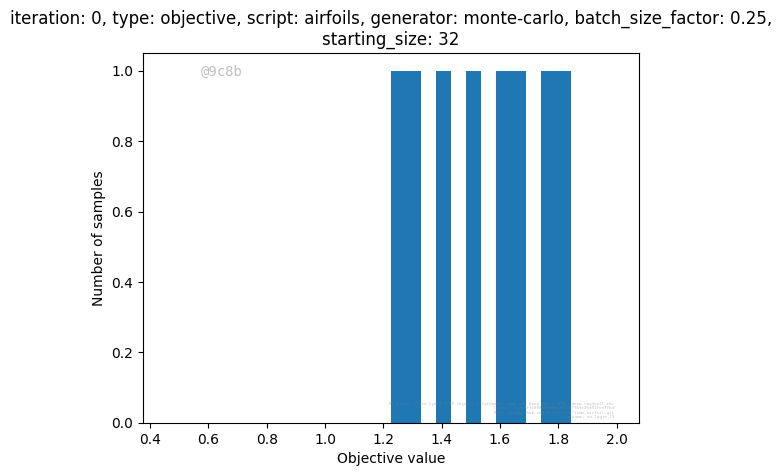 iteration: 0, type: objective, script: airfoils, generator: monte-carlo, batch_size_factor: 0.25,
starting_size: 32
@9c8b
1.0
0.8
0.6
0.4
0.2
0.0
Number of samples
0.4 0.6 0.8 1.0 1.2 1.4 1.6 1.8 2.0
Objective value